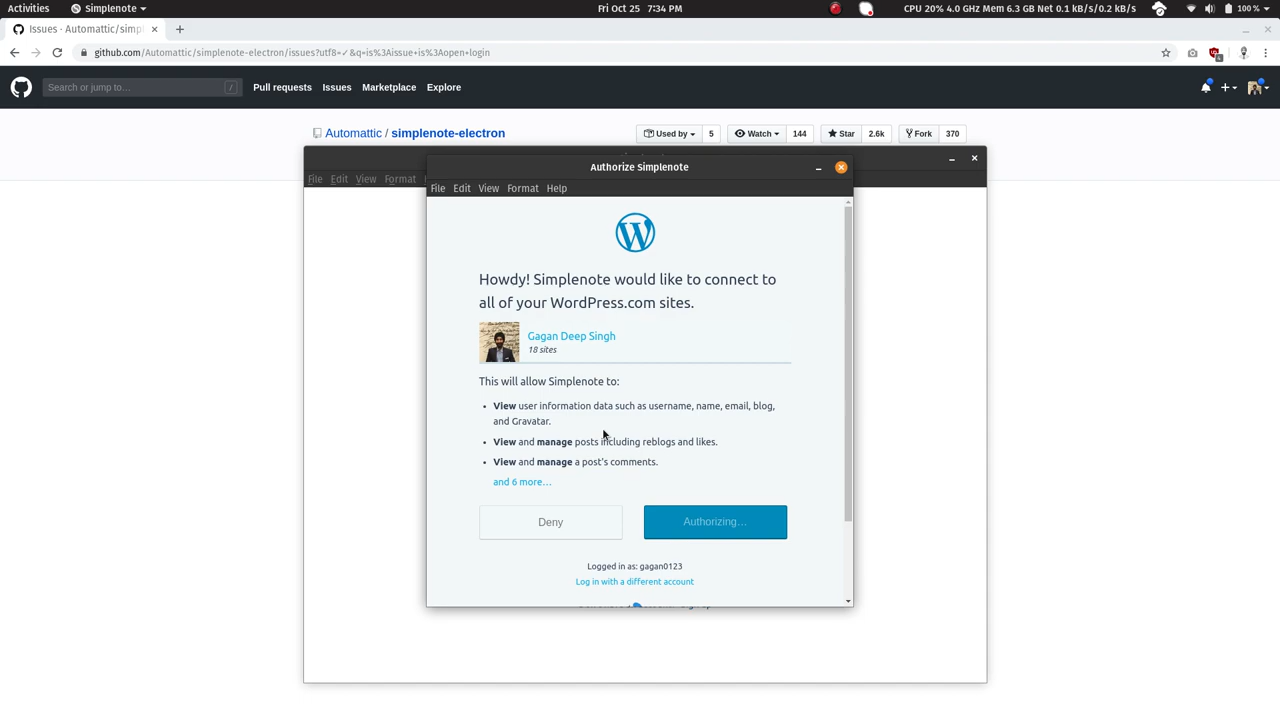 Activities
Simplenote
Fri Oct 25 7:34 PM
CPU 20% 4.0 GHz Mem 6.3 GB Net 0.1 kB/s/0.2 kB/s
100 %
Issues · Automattic/simpl
github.com/Automattic/simplenote-electron/issues?utf8=✓&q=is%3Aissue+is%3Aopen+login
Search or jump to…
/
Pull requests
Issues
Marketplace
Explore
Automattic / simplenote-electron
Used by 5
Watch 144
Star 2.6k
Fork 370
File Edit View Format
Authorize Simplenote
File Edit View Format Help
Howdy! Simplenote would like to connect to
all of your WordPress.com sites.
Gagan Deep Singh
18 sites
This will allow Simplenote to:
• View user information data such as username, name, email, blog,
and Gravatar.
• View and manage posts including reblogs and likes.
• View and manage a post's comments.
and 6 more…
Deny
Authorizing…
Logged in as: gagan0123
Log in with a different account